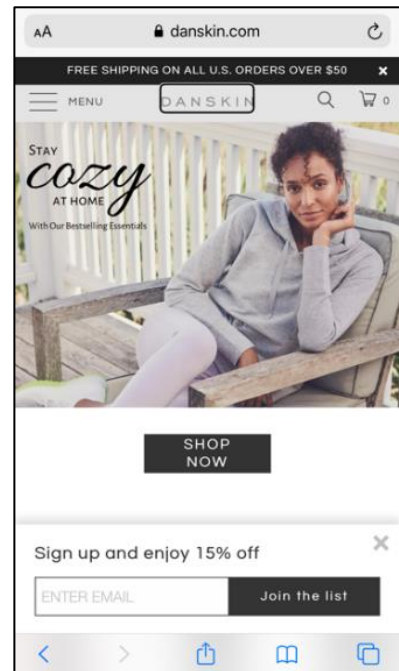 AA danskin.com
FREE SHIPPING ON ALL U.S. ORDERS OVER $50 ×
MENU DANSKIN 0
STAY
cozy
AT HOME
With Our Bestselling Essentials
SHOP
NOW
Sign up and enjoy 15% off ×
ENTER EMAIL Join the list